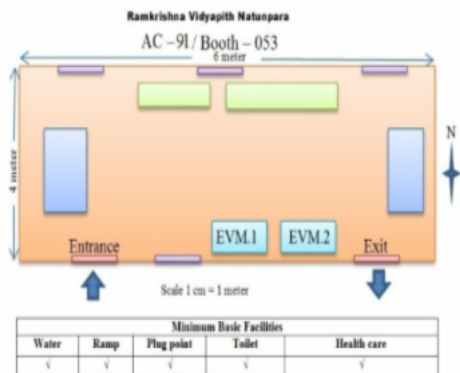 Ramkrishna Vidyapith Natunpara
AC – 91 / Booth – 053
6 meter
4 meter
N
EVM.1 EVM.2
Entrance Exit
Scale 1 cm = 1 meter
Minimum Basic Facilities
Water Ramp Plug point Toilet Health care
√ √ √ √ √